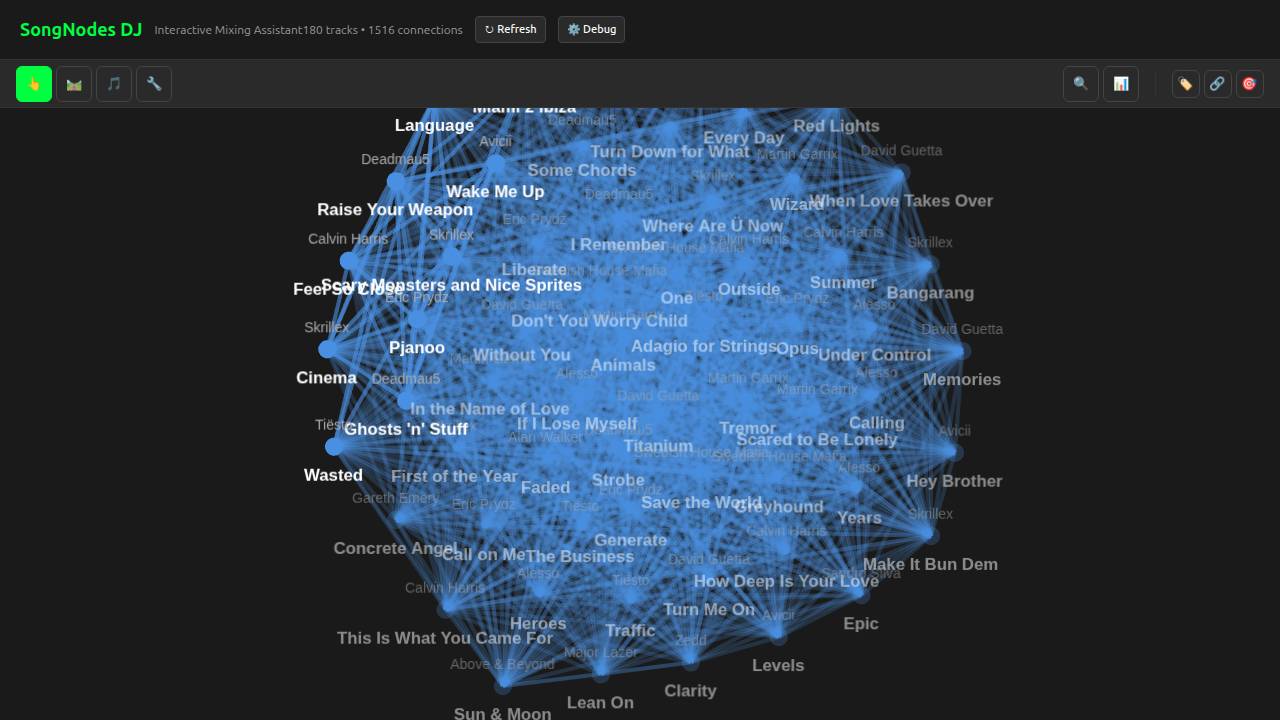 SongNodes DJ
Interactive Mixing Assistant180 tracks • 1516 connections
↻ Refresh
⚙️ Debug
Miami 2 Ibiza
Deadmau5
Language
Red Lights
Every Day
Avicii
Turn Down for What
Martin Garrix
David Guetta
Deadmau5
Some Chords
Skrillex
Wake Me Up
Deadmau5
When Love Takes Over
Wizard
Raise Your Weapon
Eric Prydz
Where Are Ü Now
Calvin Harris
Skrillex
Calvin Harris
Calvin Harris
Skrillex
I Remember
Swedish House Mafia
Liberate
Swedish House Mafia
Feel So Close
Scary Monsters and Nice Sprites
Outside
Summer
Bangarang
Eric Prydz
One
Tiësto
Eric Prydz
Alesso
David Guetta
Martin Garrix
Don't You Worry Child
Skrillex
David Guetta
Pjanoo
Adagio for Strings
Opus
Under Control
Without You
Animals
Alesso
Alesso
Cinema
Deadmau5
Martin Garrix
Martin Garrix
Memories
David Guetta
In the Name of Love
If I Lose Myself
Calling
Tiësto
Ghosts 'n' Stuff
Tremor
Avicii
Alan Walker
Scared to Be Lonely
Titanium
Swedish House Mafia
Swedish House Mafia
Alesso
Wasted
First of the Year
Strobe
Hey Brother
Faded
Eric Prydz
Gareth Emery
Eric Prydz
Tiësto
Save the World
Greyhound
Years
Skrillex
Calvin Harris
Generate
Concrete Angel
Call on Me
The Business
David Guetta
Make It Bun Dem
Alesso
Tiësto
How Deep Is Your Love
Sandro Silva
Calvin Harris
Turn Me On
Avicii
Heroes
Traffic
Epic
This Is What You Came For
Zedd
Major Lazer
Above & Beyond
Levels
Clarity
Lean On
Sun & Moon